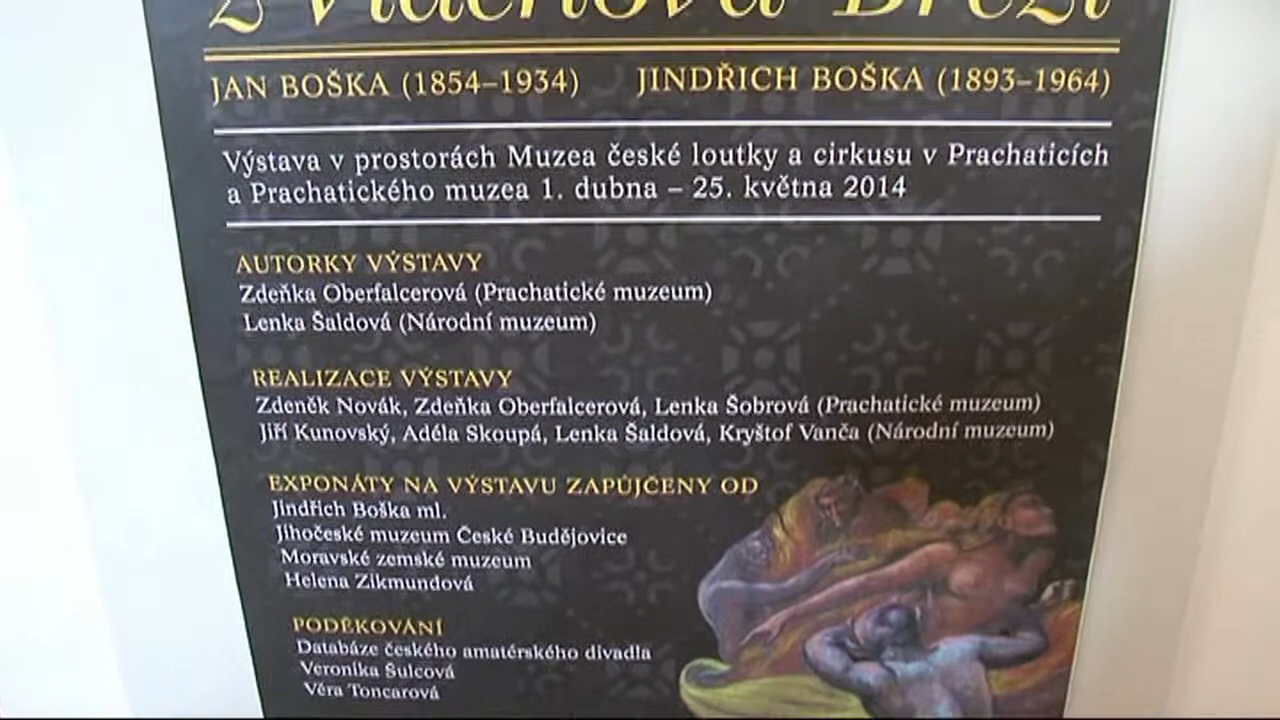 JAN BOŠKA (1854–1934) JINDŘICH BOŠKA (1893–1964)
Výstava v prostorách Muzea české loutky a cirkusu v Prachaticích
a Prachatického muzea 1. dubna – 25. května 2014
AUTORKY VÝSTAVY
Zdeňka Oberfalcerová (Prachatické muzeum)
Lenka Šaldová (Národní muzeum)
REALIZACE VÝSTAVY
Zdeněk Novák, Zdeňka Oberfalcerová, Lenka Šobrová (Prachatické muzeum)
Jiří Kunovský, Adéla Skoupá, Lenka Šaldová, Kryštof Vanča (Národní muzeum)
EXPONÁTY NA VÝSTAVU ZAPŮJČENY OD
Jindřich Boška ml.
Jihočeské muzeum České Budějovice
Moravské zemské muzeum
Helena Zikmundová
PODĚKOVÁNÍ
Databáze českého amatérského divadla
Veronika Šulcová
Věra Toncarová